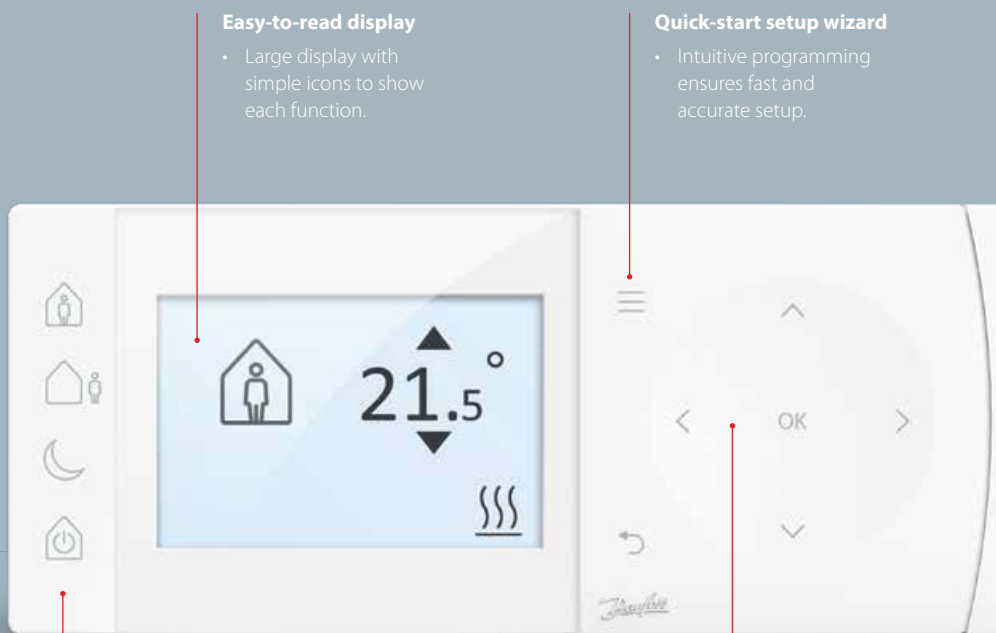 Easy-to-read display
• Large display with
simple icons to show
each function.
Quick-start setup wizard
• Intuitive programming
ensures fast and
accurate setup.
21.5°
OK
Danfoss